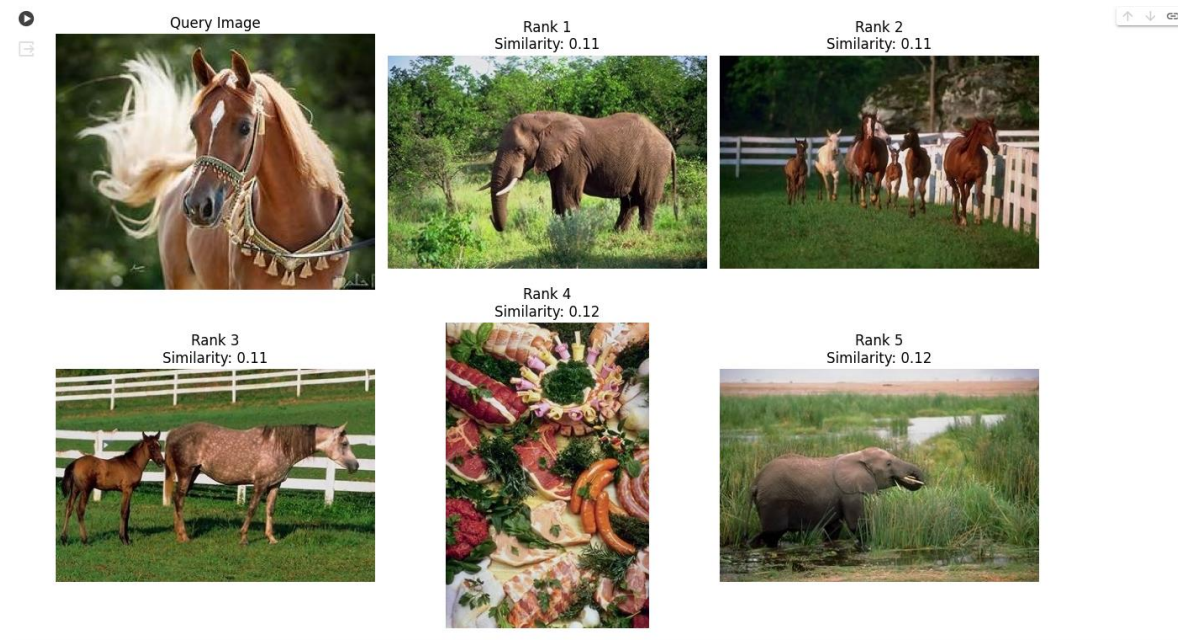 Query Image
Rank 1
Similarity: 0.11
Rank 2
Similarity: 0.11
Rank 3
Similarity: 0.11
Rank 4
Similarity: 0.12
Rank 5
Similarity: 0.12